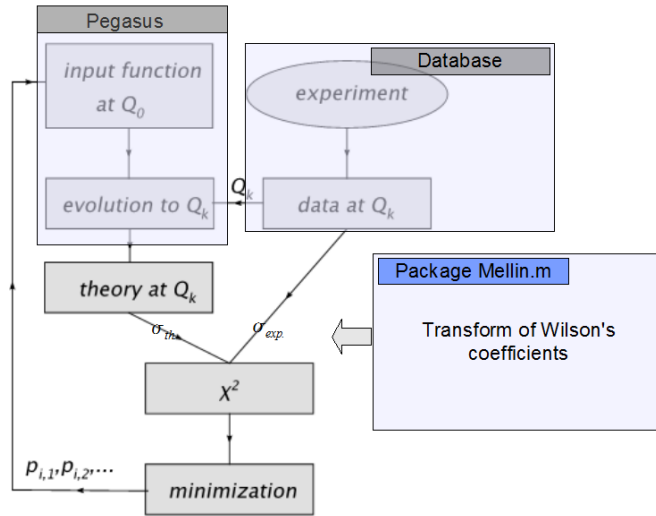 Pegasus
input function
at Q₀
evolution to Qₖ
Database
experiment
Qₖ
data at Qₖ
theory at Qₖ
σth
σexp.
Package Mellin.m
Transform of Wilson's
coefficients
χ²
pᵢ,₁,pᵢ,₂,...
minimization